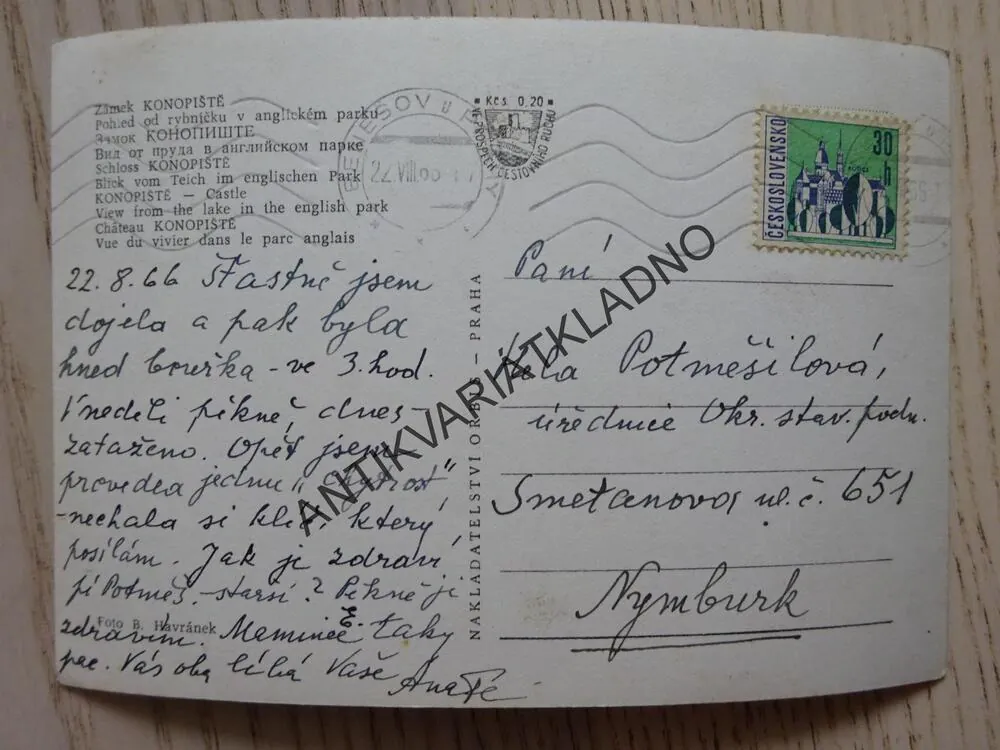 Zámek KONOPIŠTĚ
Pohled od rybníčku v anglickém parku
Замок КОНОПИШТЕ
Вид от пруда в английском парке
Schloss KONOPIŠTĚ
Blick vom Teich im englischen Park
KONOPIŠTĚ — Castle
View from the lake in the english park
Château KONOPIŠTĚ
Vue du vivier dans le parc anglais
Kčs 0,20
22.VIII.66
ČESKOSLOVENSKO
30
h
22.8.66 Šťastně jsem
dojela a pak byla
hned bouřka - ve 3. hod.
V neděli pěkně, dnes
zataženo. Opět jsem
provedla jednu
nechala si který
posílám. Jak je zdraví
pí Potměš. starší? Pěkně ji
zdravím. Mamince E. taky
pac. Vás oba líbá Vaše
Foto B. Havránek
NAKLADATELSTVÍ ORBIS — PRAHA
Paní
Potměšilová,
úřednice Okr. stav. podn.
Smetanova ul. č. 651
Nymburk
ANTIKVARIÁTKLADNO